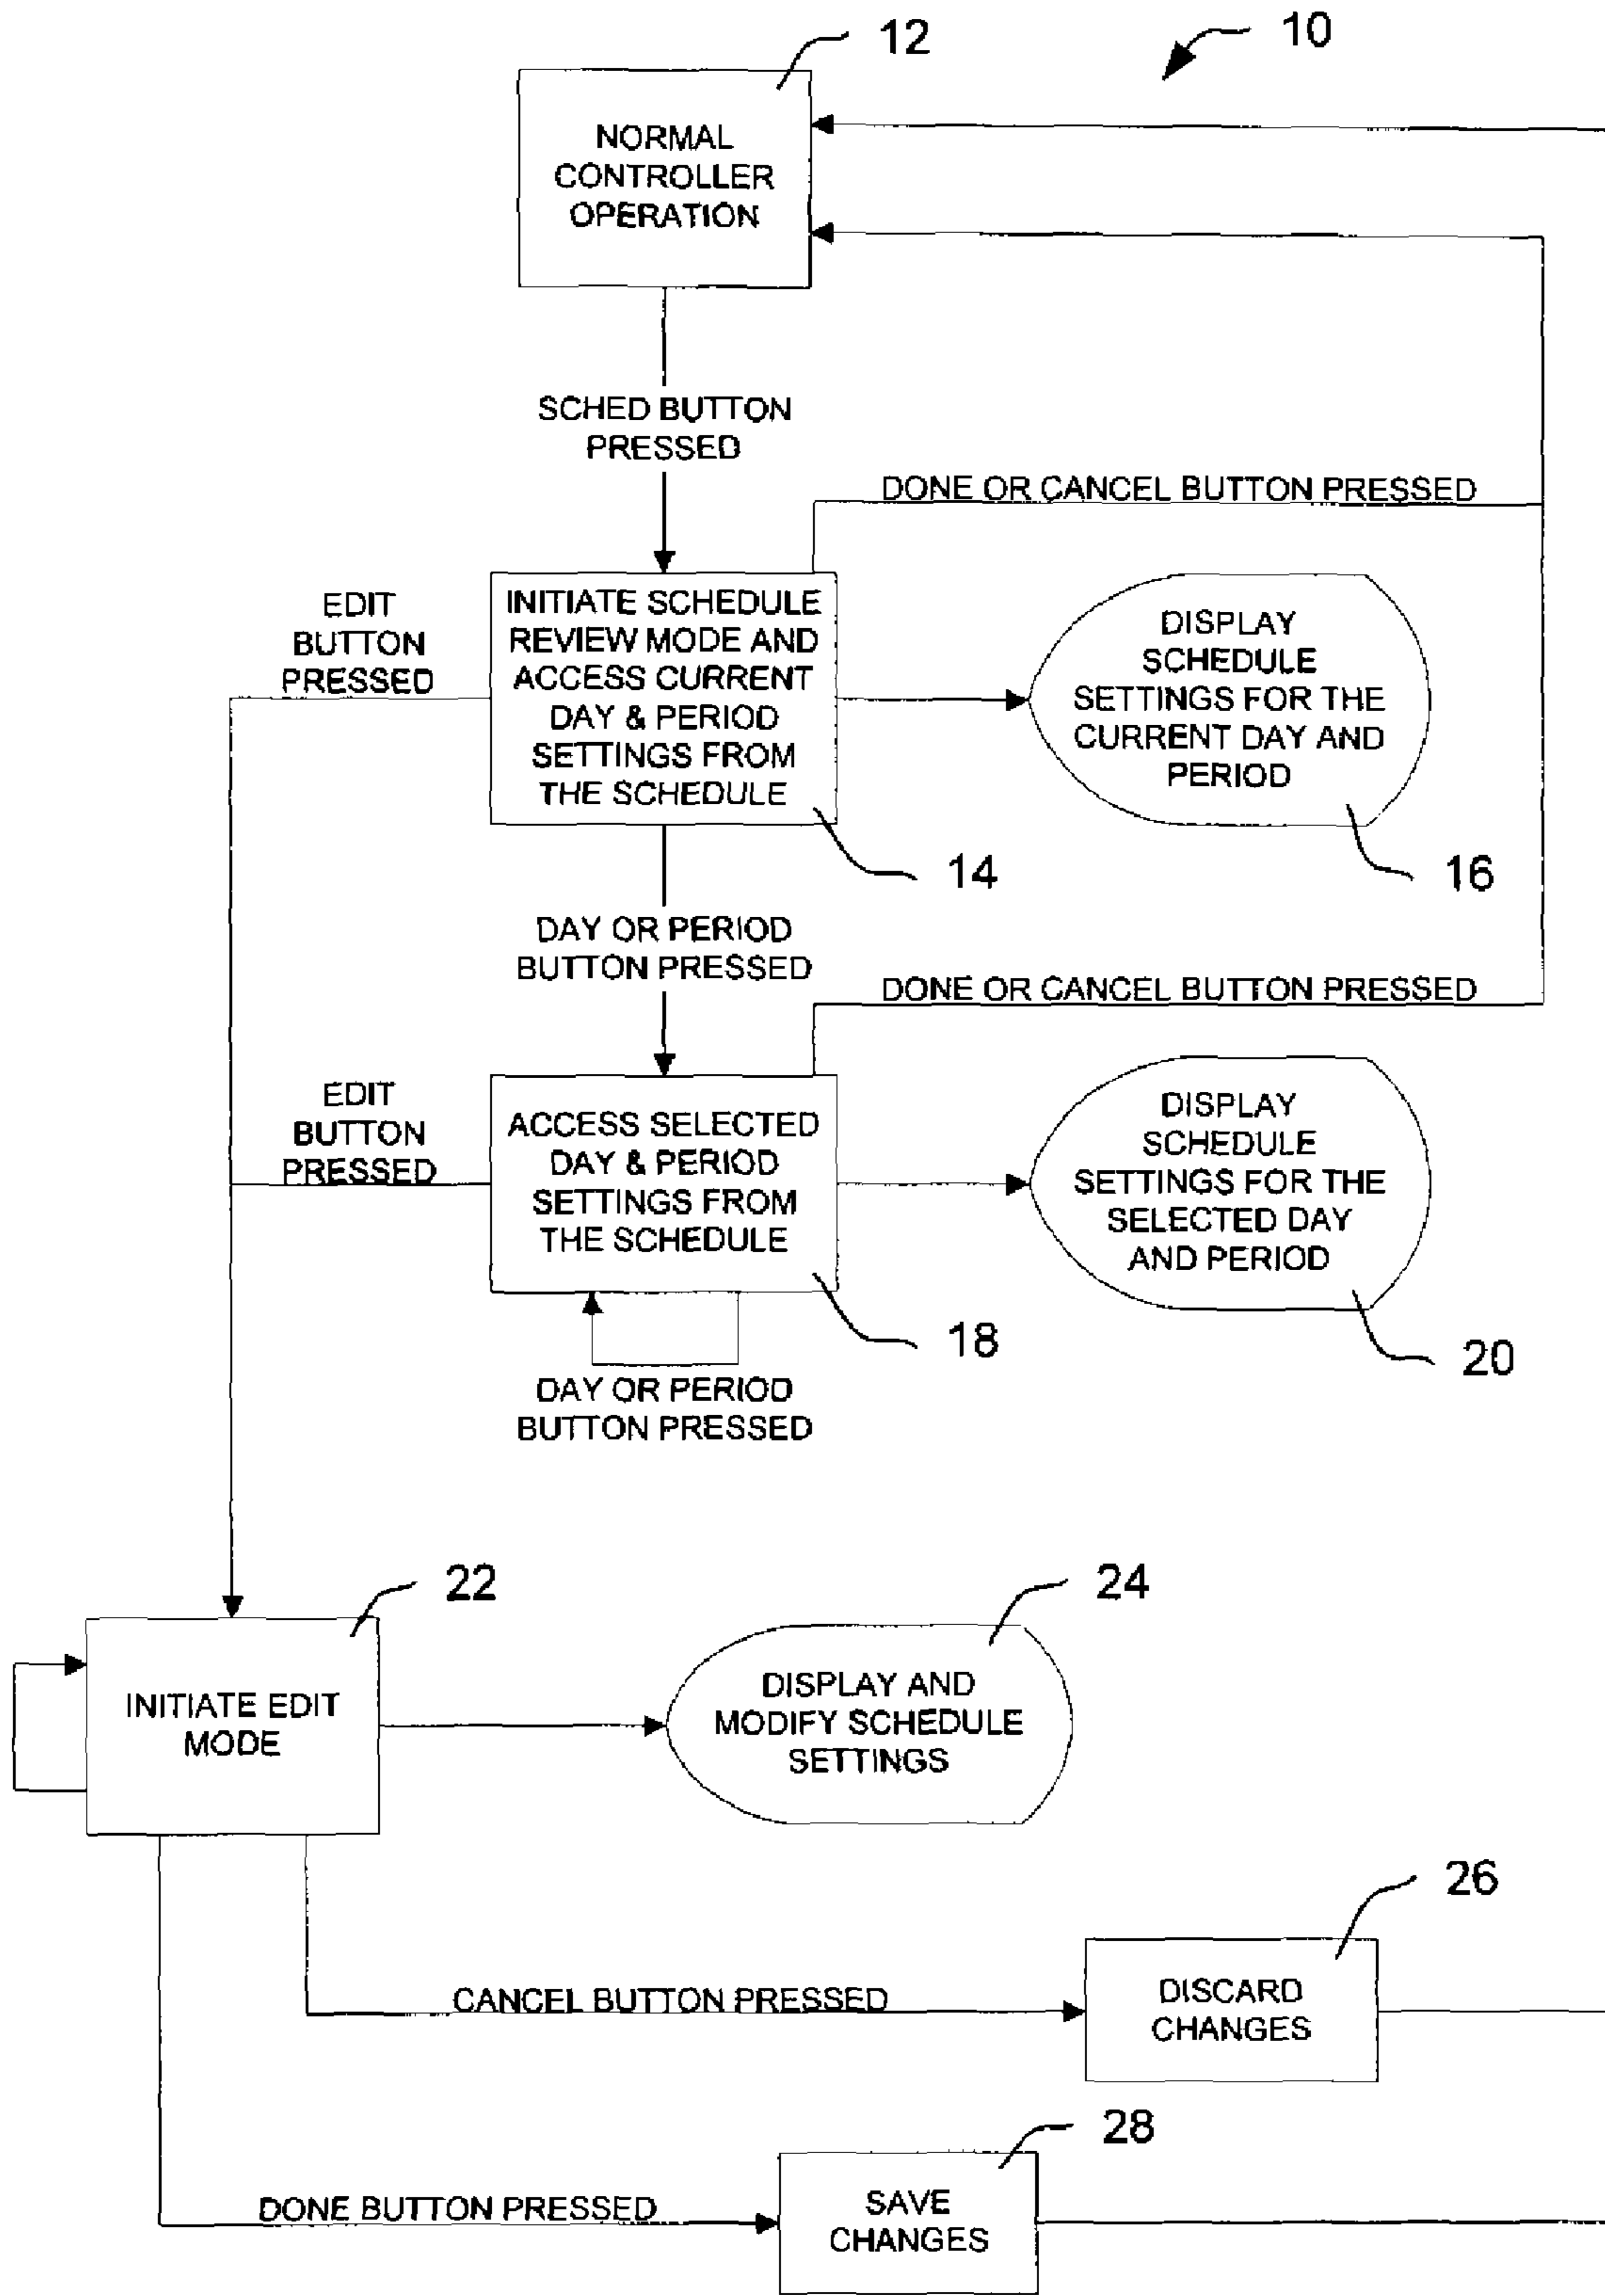 10
12
NORMAL
CONTROLLER
OPERATION
SCHED BUTTON
PRESSED
DONE OR CANCEL BUTTON PRESSED
EDIT
BUTTON
PRESSED
INITIATE SCHEDULE
REVIEW MODE AND
ACCESS CURRENT
DAY & PERIOD
SETTINGS FROM
THE SCHEDULE
DISPLAY
SCHEDULE
SETTINGS FOR THE
CURRENT DAY AND
PERIOD
14
16
DAY OR PERIOD
BUTTON PRESSED
DONE OR CANCEL BUTTON PRESSED
EDIT
BUTTON
PRESSED
ACCESS SELECTED
DAY & PERIOD
SETTINGS FROM
THE SCHEDULE
DISPLAY
SCHEDULE
SETTINGS FOR THE
SELECTED DAY
AND PERIOD
18
20
DAY OR PERIOD
BUTTON PRESSED
22
INITIATE EDIT
MODE
24
DISPLAY AND
MODIFY SCHEDULE
SETTINGS
26
CANCEL BUTTON PRESSED
DISCARD
CHANGES
28
DONE BUTTON PRESSED
SAVE
CHANGES